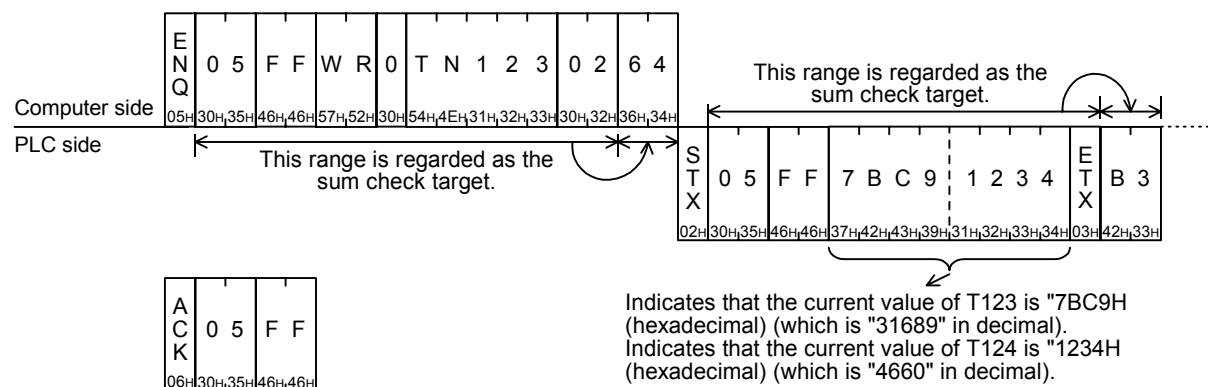 ENQ 0 5 F F W R 0 T N 1 2 3 0 2 6 4
05H 30H 35H 46H 46H 57H 52H 30H 54H 4EH 31H 32H 33H 30H 32H 36H 34H
Computer side
PLC side
This range is regarded as the
sum check target.
This range is regarded as the
sum check target.
STX 0 5 F F 7 B C 9 1 2 3 4 ETX B 3
02H 30H 35H 46H 46H 37H 42H 43H 39H 31H 32H 33H 34H 03H 42H 33H
ACK 0 5 F F
06H 30H 35H 46H 46H
Indicates that the current value of T123 is "7BC9H
(hexadecimal) (which is "31689" in decimal).
Indicates that the current value of T124 is "1234H
(hexadecimal) (which is "4660" in decimal).